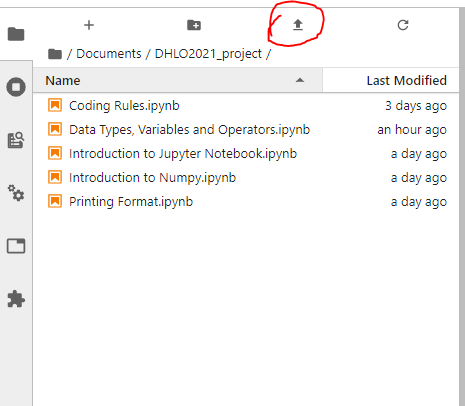 / Documents / DHLO2021_project /
Name Last Modified
Coding Rules.ipynb 3 days ago
Data Types, Variables and Operators.ipynb an hour ago
Introduction to Jupyter Notebook.ipynb a day ago
Introduction to Numpy.ipynb a day ago
Printing Format.ipynb a day ago